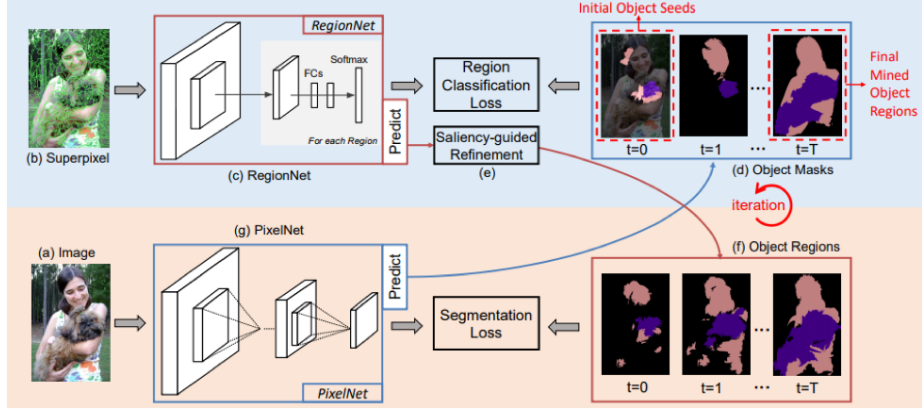 Initial Object Seeds
RegionNet
Softmax
FCs
For each Region
Predict
Region
Classification
Loss
Saliency-guided
Refinement
(e)
Final
Mined
Object
Regions
t=0
t=1
...
t=T
(b) Superpixel
(c) RegionNet
(d) Object Masks
iteration
(a) Image
(g) PixelNet
Predict
PixelNet
Segmentation
Loss
(f) Object Regions
t=0
t=1
...
t=T